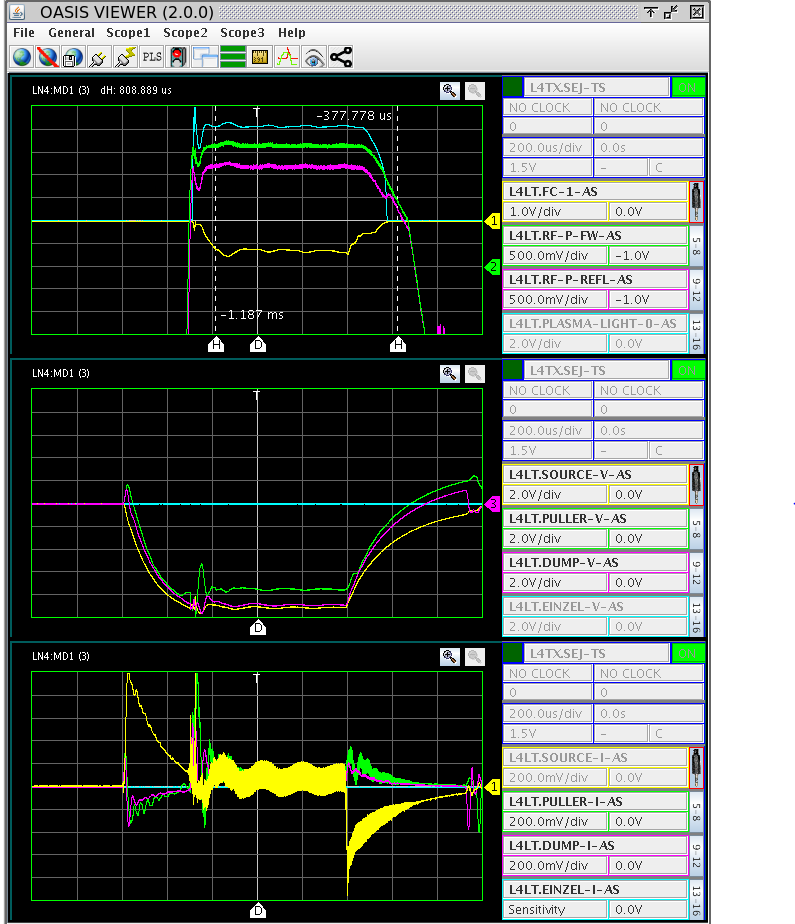 OASIS VIEWER (2.0.0)
File General Scope1 Scope2 Scope3 Help
PLS
LN4:MD1 (3) dH: 808.889 us
T
-377.778 us
-1.187 ms
1
2
H D H
L4TX.SEJ-TS
NO CLOCK NO CLOCK
0 0
200.0us/div 0.0s
1.5V - C
L4LT.FC-1-AS
1.0V/div 0.0V
L4LT.RF-P-FW-AS
500.0mV/div -1.0V
5-8
L4LT.RF-P-REFL-AS
500.0mV/div -1.0V
9-12
L4LT.PLASMA-LIGHT-0-AS
2.0V/div 0.0V
13-16
LN4:MD1 (3)
T
3
D
L4TX.SEJ-TS
NO CLOCK NO CLOCK
0 0
200.0us/div 0.0s
1.5V - C
L4LT.SOURCE-V-AS
2.0V/div 0.0V
L4LT.PULLER-V-AS
2.0V/div 0.0V
5-8
L4LT.DUMP-V-AS
2.0V/div 0.0V
9-12
L4LT.EINZEL-V-AS
2.0V/div 0.0V
13-16
LN4:MD1 (3)
T
1
D
L4TX.SEJ-TS
NO CLOCK NO CLOCK
0 0
200.0us/div 0.0s
1.5V - C
L4LT.SOURCE-I-AS
200.0mV/div 0.0V
L4LT.PULLER-I-AS
200.0mV/div 0.0V
5-8
L4LT.DUMP-I-AS
200.0mV/div 0.0V
9-12
L4LT.EINZEL-I-AS
Sensitivity 0.0V
13-16